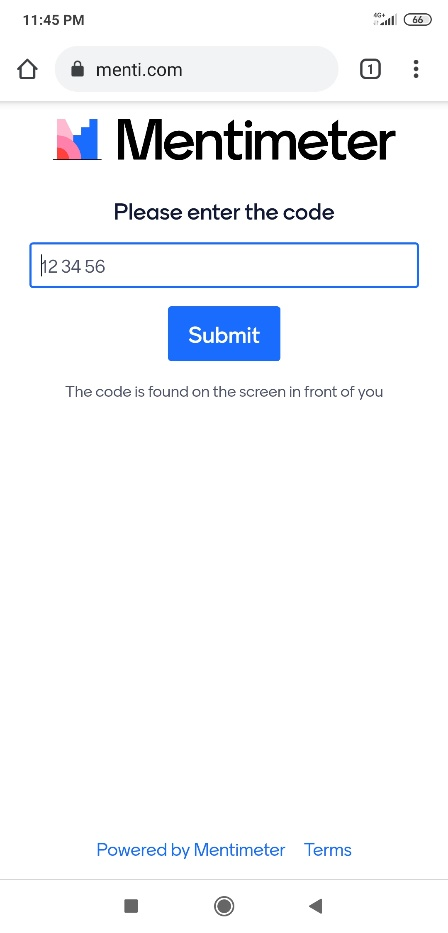 11:45 PM 4G+ 66
menti.com 1
Mentimeter
Please enter the code
12 34 56
Submit
The code is found on the screen in front of you
Powered by Mentimeter Terms